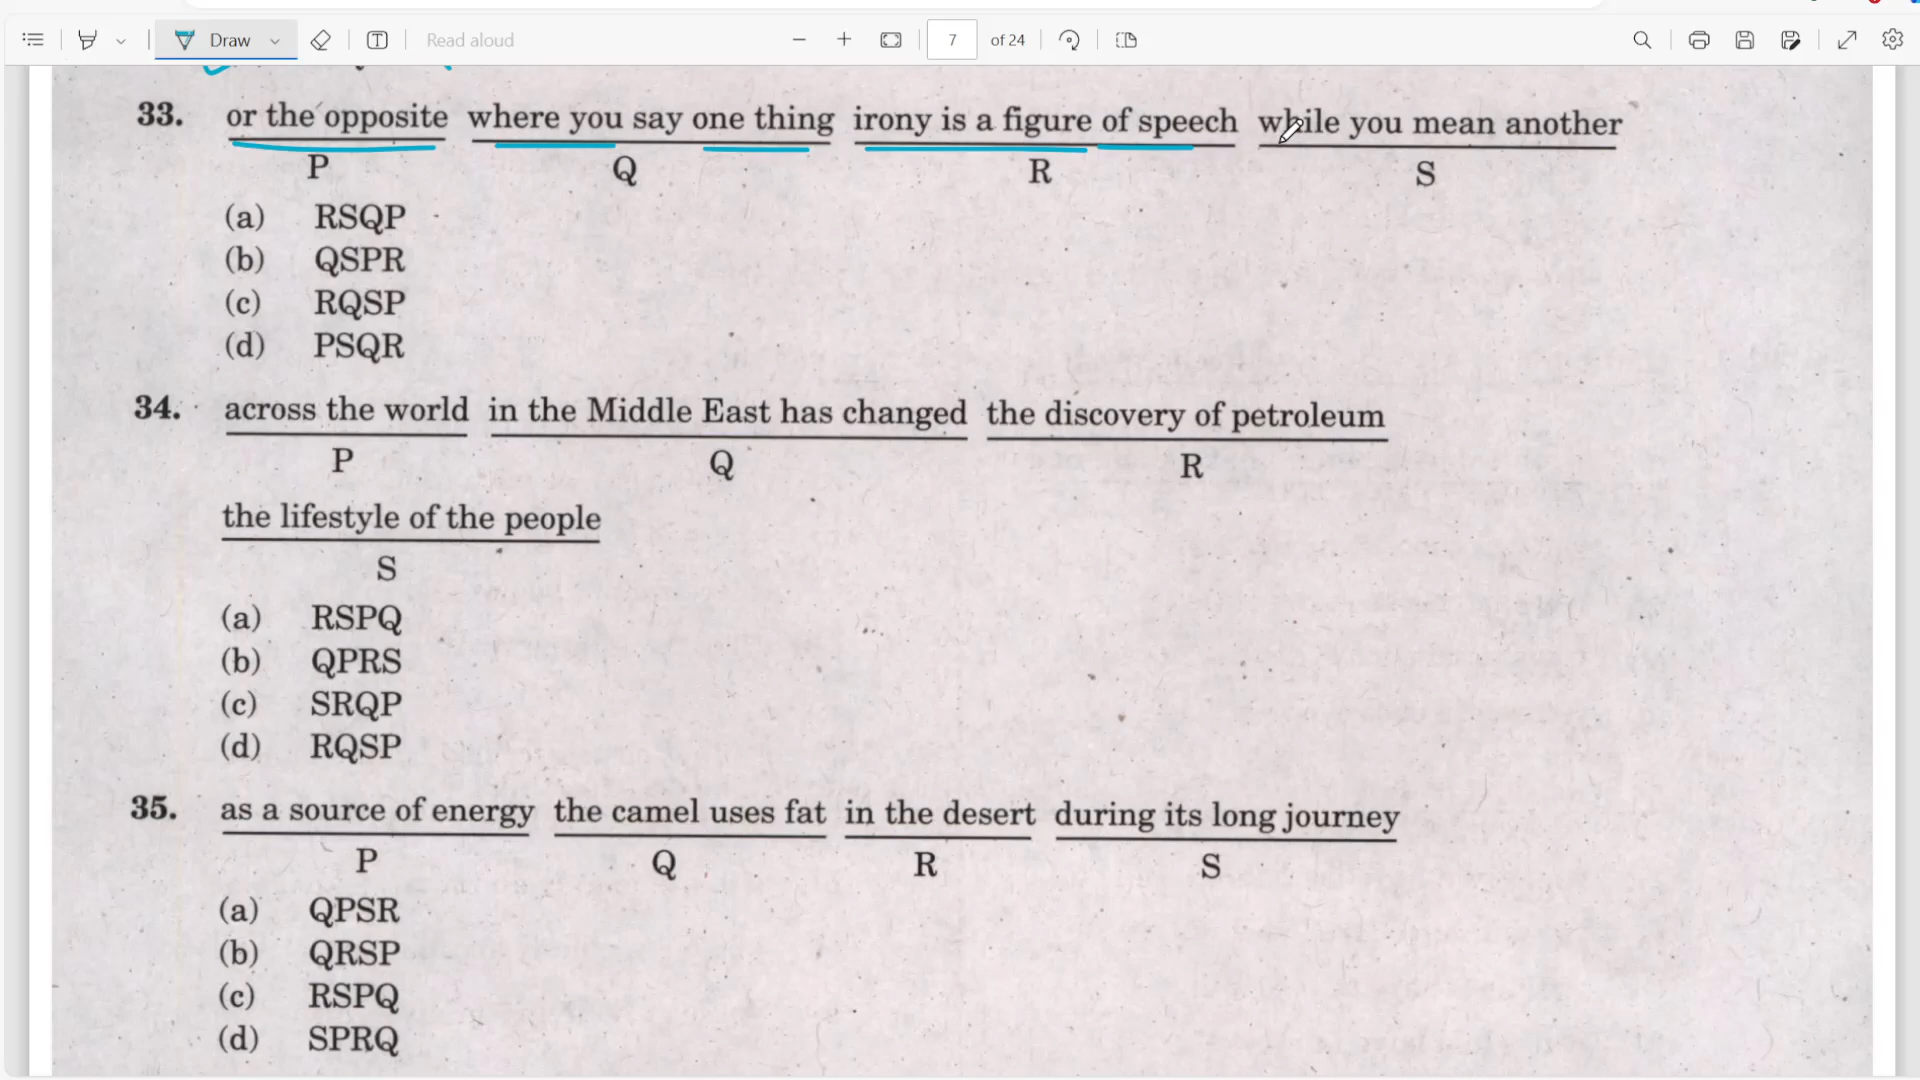 Draw
Read aloud
7 of 24
33. or the opposite where you say one thing irony is a figure of speech while you mean another
P Q R S
(a) RSQP
(b) QSPR
(c) RQSP
(d) PSQR
34. across the world in the Middle East has changed the discovery of petroleum
P Q R
the lifestyle of the people
S
(a) RSPQ
(b) QPRS
(c) SRQP
(d) RQSP
35. as a source of energy the camel uses fat in the desert during its long journey
P Q R S
(a) QPSR
(b) QRSP
(c) RSPQ
(d) SPRQ